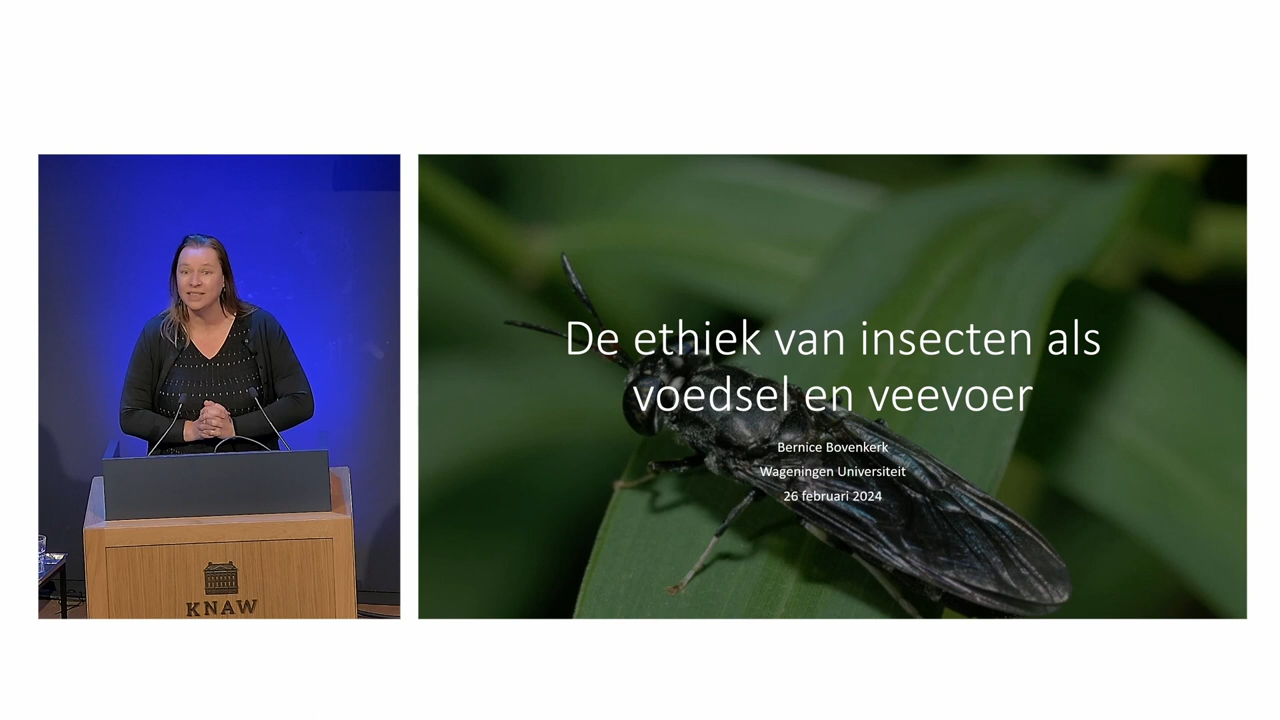 KNAW
De ethiek van insecten als
voedsel en veevoer
Bernice Bovenkerk
Wageningen Universiteit
26 februari 2024